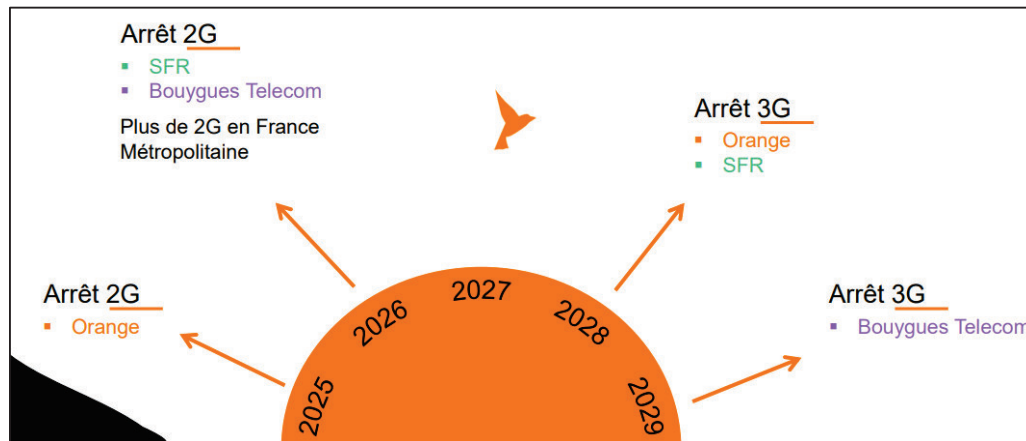 Arrêt 2G
▪ SFR
▪ Bouygues Telecom
Plus de 2G en France
Métropolitaine
Arrêt 3G
▪ Orange
▪ SFR
Arrêt 2G
▪ Orange
Arrêt 3G
▪ Bouygues Telecom
2025
2026
2027
2028
2029